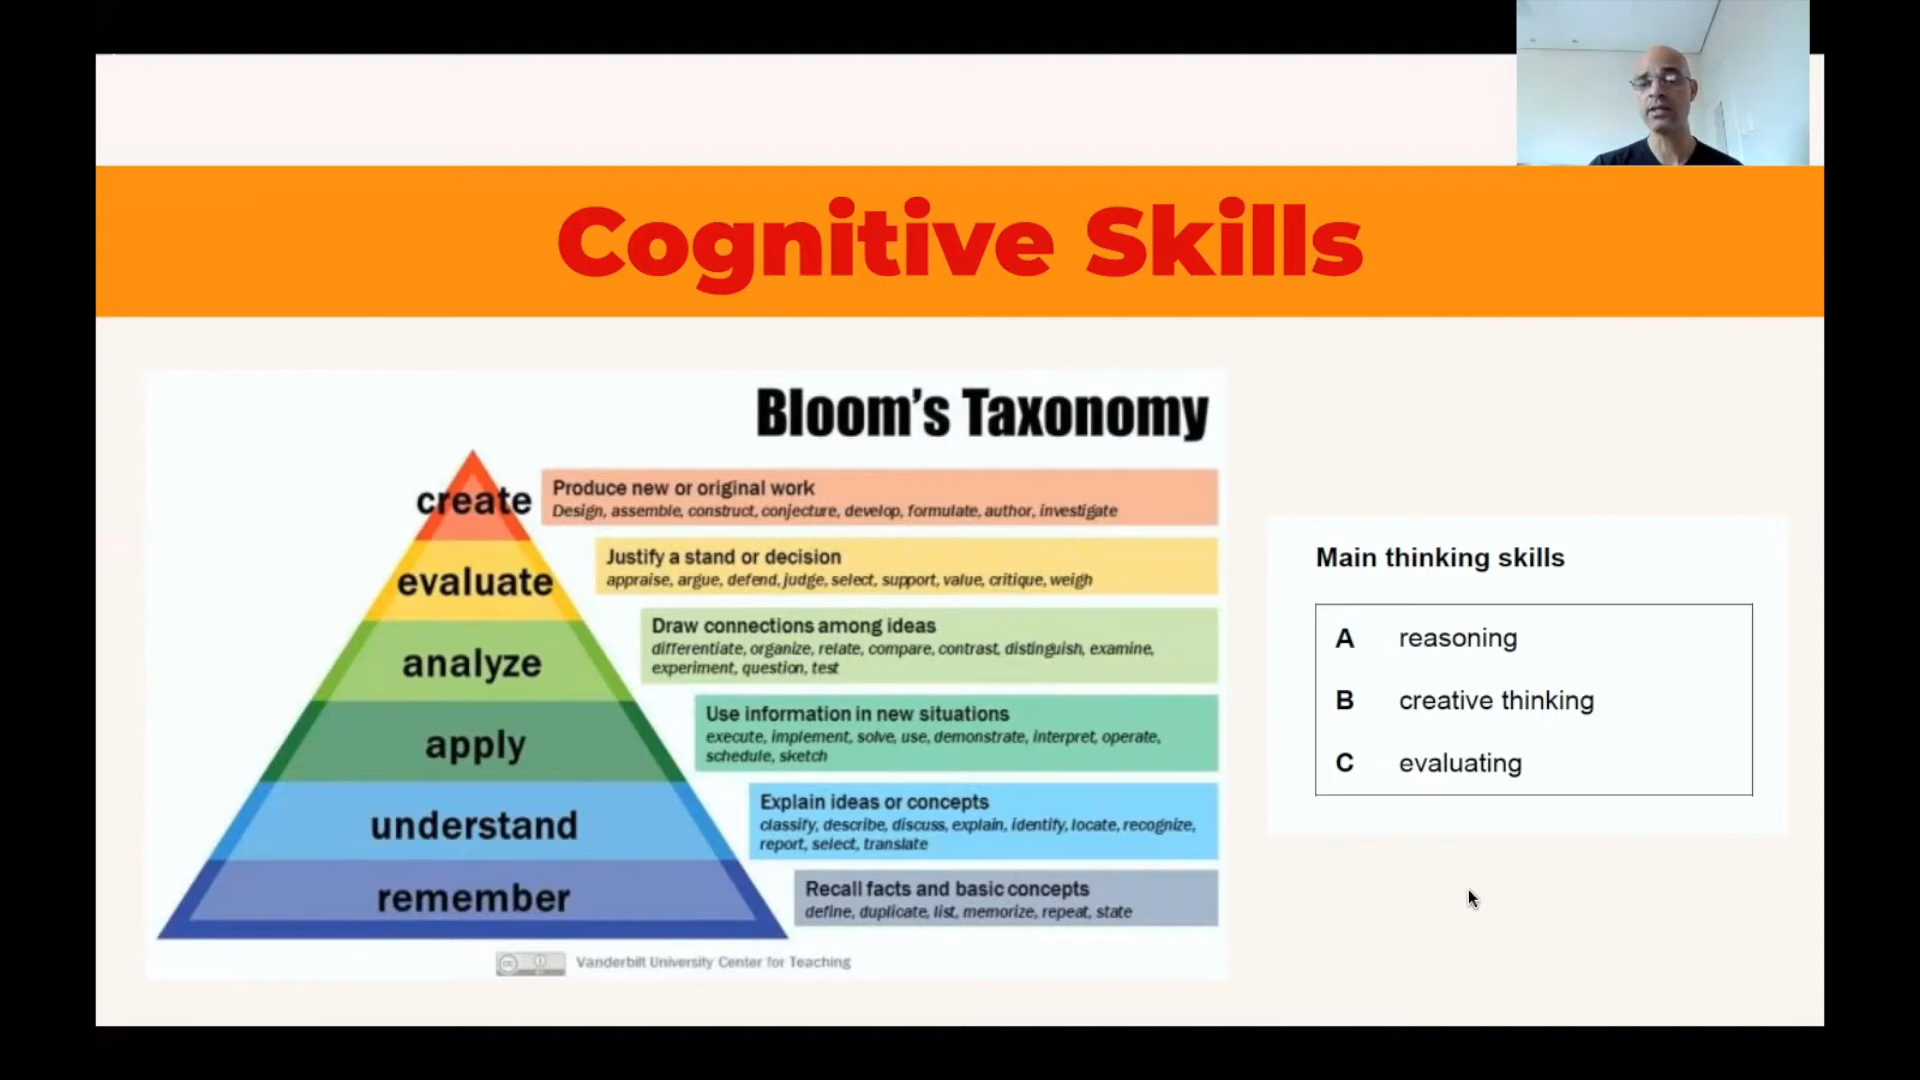 Cognitive Skills
Bloom's Taxonomy
create
Produce new or original work
Design, assemble, construct, conjecture, develop, formulate, author, investigate
evaluate
Justify a stand or decision
appraise, argue, defend, judge, select, support, value, critique, weigh
analyze
Draw connections among ideas
differentiate, organize, relate, compare, contrast, distinguish, examine,
experiment, question, test
apply
Use information in new situations
execute, implement, solve, use, demonstrate, interpret, operate,
schedule, sketch
understand
Explain ideas or concepts
classify, describe, discuss, explain, identify, locate, recognize,
report, select, translate
remember
Recall facts and basic concepts
define, duplicate, list, memorize, repeat, state
cc
Vanderbilt University Center for Teaching
Main thinking skills
A reasoning
B creative thinking
C evaluating